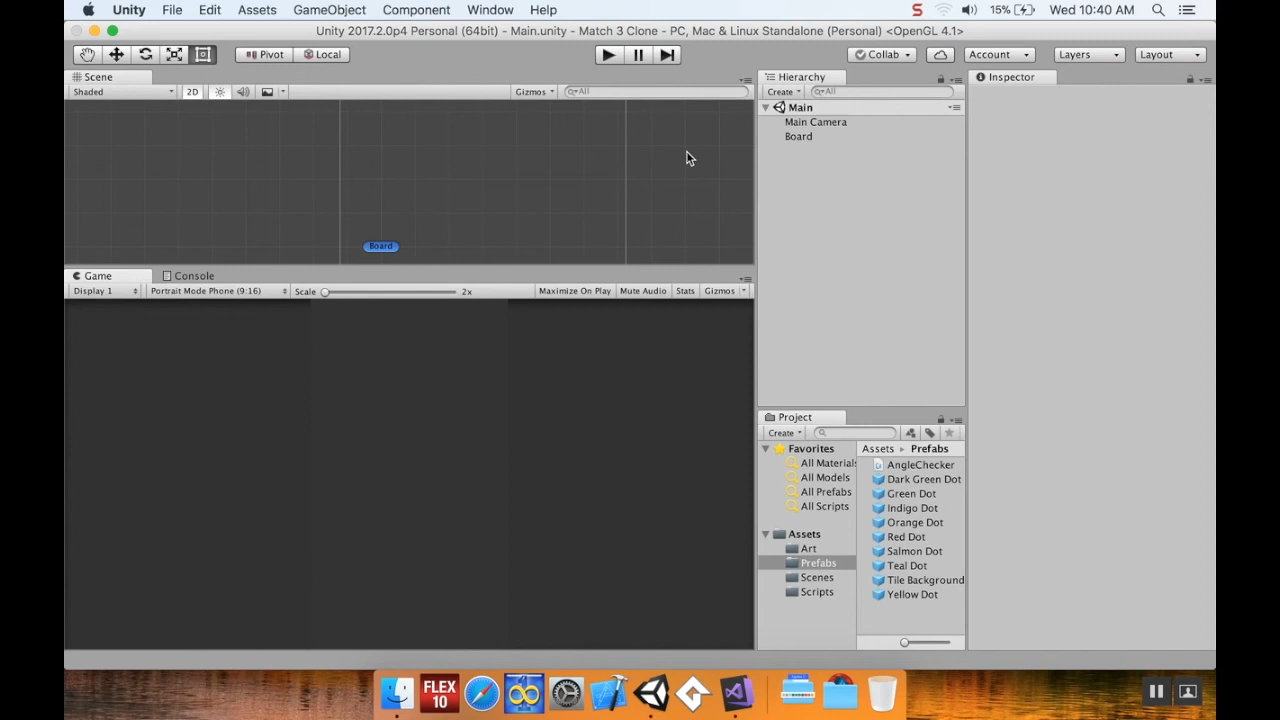 Unity File Edit Assets GameObject Component Window Help S 15% Wed 10:40 AM
Unity 2017.2.0p4 Personal (64bit) - Main.unity - Match 3 Clone - PC, Mac & Linux Standalone (Personal) <OpenGL 4.1>
Pivot Local Collab Account Layers Layout
Scene Hierarchy Inspector
Shaded 2D Gizmos All Create All
Main
Main Camera
Board
Board
Game Console
Display 1 Portrait Mode Phone (9:16) Scale 2x Maximize On Play Mute Audio Stats Gizmos
Project
Create
Favorites Assets Prefabs
All Materials AngleChecker
All Models Dark Green Dot
All Prefabs Green Dot
All Scripts Indigo Dot
Orange Dot
Assets Red Dot
Art Salmon Dot
Prefabs Teal Dot
Scenes Tile Background
Scripts Yellow Dot
FLEX
10